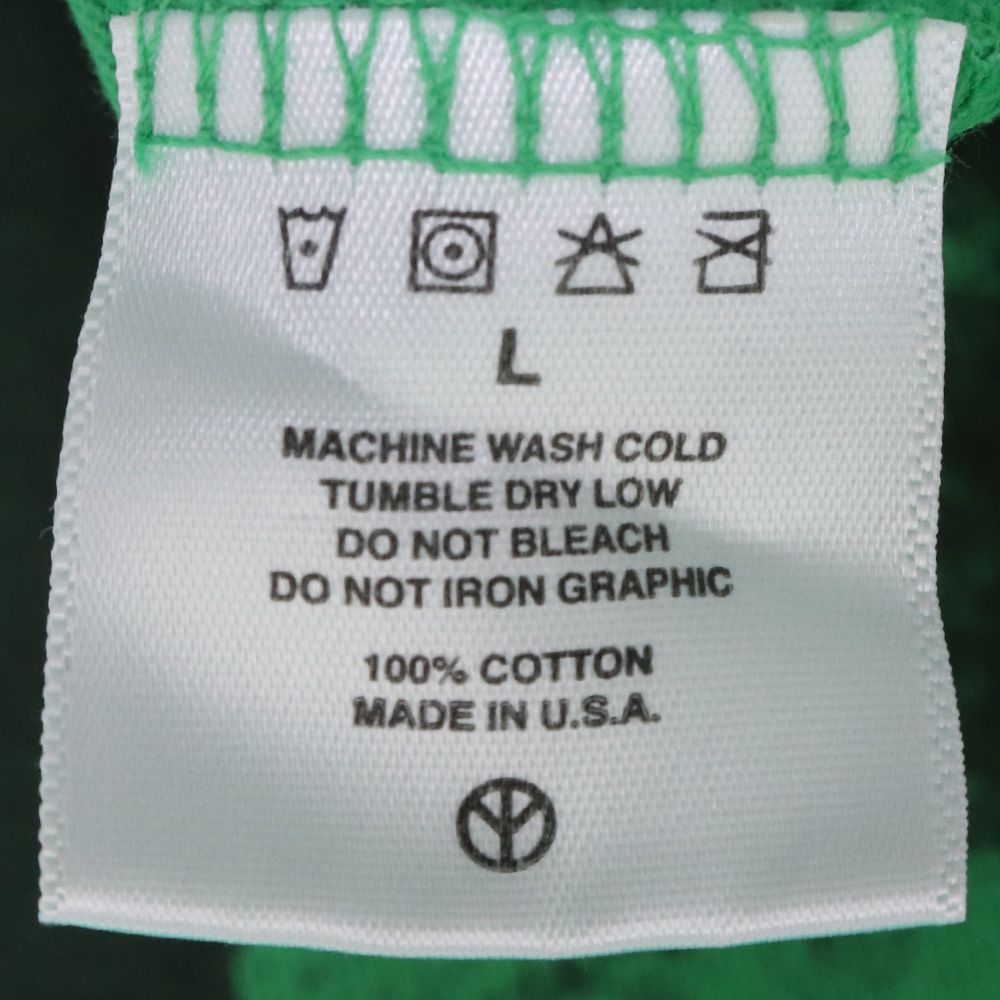 L
MACHINE WASH COLD
TUMBLE DRY LOW
DO NOT BLEACH
DO NOT IRON GRAPHIC
100% COTTON
MADE IN U.S.A.